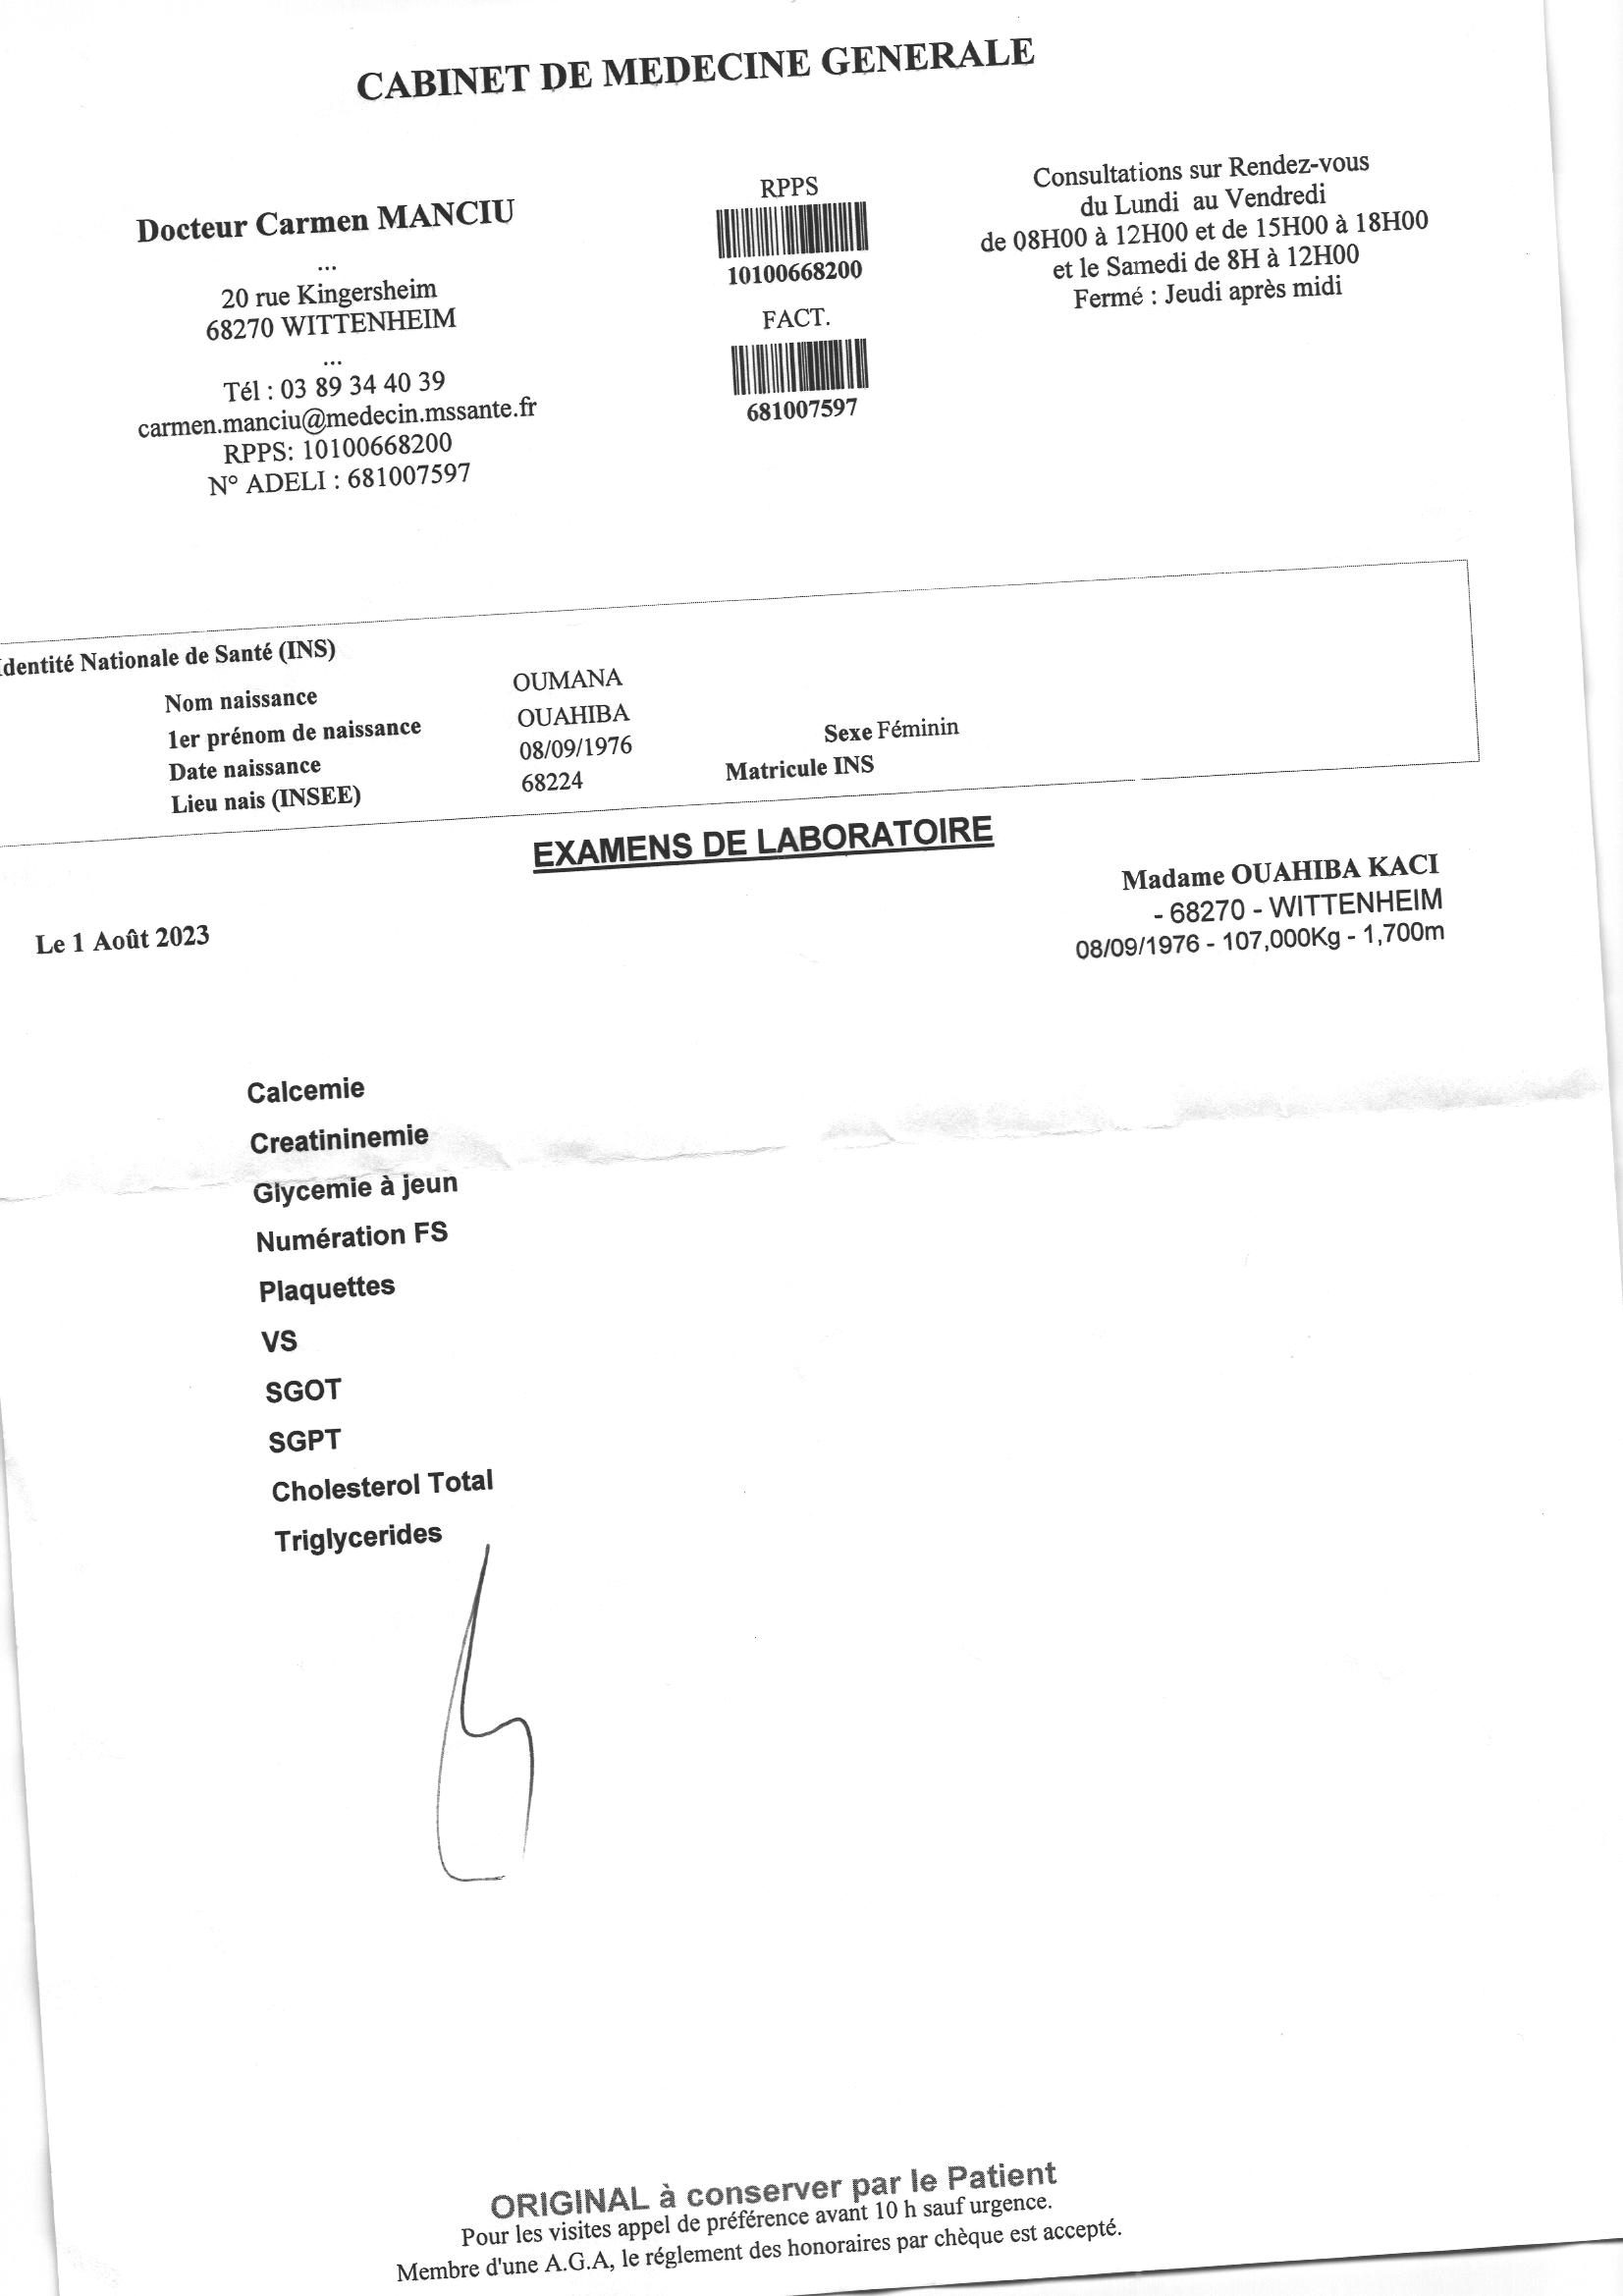 CABINET DE MEDECINE GENERALE
Docteur Carmen MANCIU
...
20 rue Kingersheim
68270 WITTENHEIM
...
Tél : 03 89 34 40 39
carmen.manciu@medecin.mssante.fr
RPPS: 10100668200
N° ADELI : 681007597
RPPS
10100668200
FACT.
681007597
Consultations sur Rendez-vous
du Lundi au Vendredi
de 08H00 à 12H00 et de 15H00 à 18H00
et le Samedi de 8H à 12H00
Fermé : Jeudi après midi
Identité Nationale de Santé (INS)
Nom naissance OUMANA
1er prénom de naissance OUAHIBA
Date naissance 08/09/1976 Sexe Féminin
Lieu nais (INSEE) 68224 Matricule INS
EXAMENS DE LABORATOIRE
Madame OUAHIBA KACI
- 68270 - WITTENHEIM
08/09/1976 - 107,000Kg - 1,700m
Le 1 Août 2023
Calcemie
Creatininemie
Glycemie à jeun
Numération FS
Plaquettes
VS
SGOT
SGPT
Cholesterol Total
Triglycerides
ORIGINAL à conserver par le Patient
Pour les visites appel de préférence avant 10 h sauf urgence.
Membre d'une A.G.A, le réglement des honoraires par chèque est accepté.